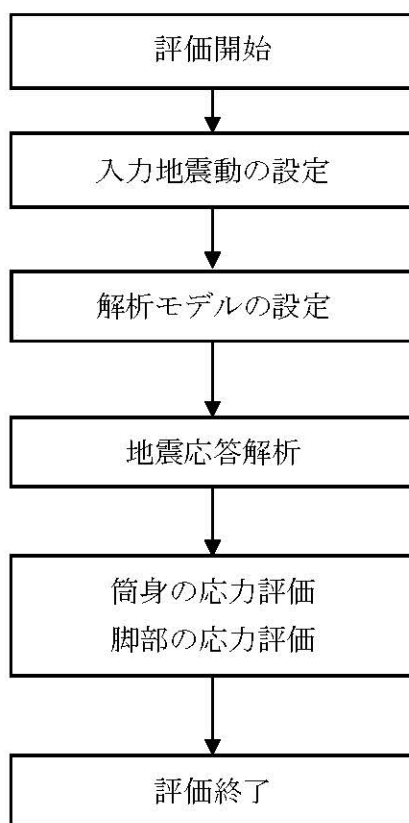 評価開始
入力地震動の設定
解析モデルの設定
地震応答解析
筒身の応力評価
脚部の応力評価
評価終了